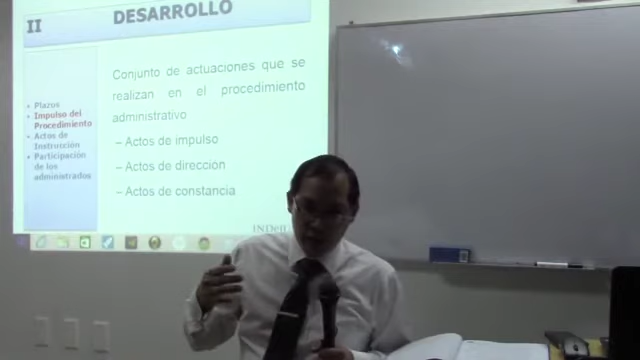 II
DESARROLLO
• Plazos
• Impulso del
Procedimiento
• Actos de
Instrucción
• Participación
de los
administrados
Conjunto de actuaciones que se
realizan en el procedimiento
administrativo
– Actos de impulso
– Actos de dirección
– Actos de constancia